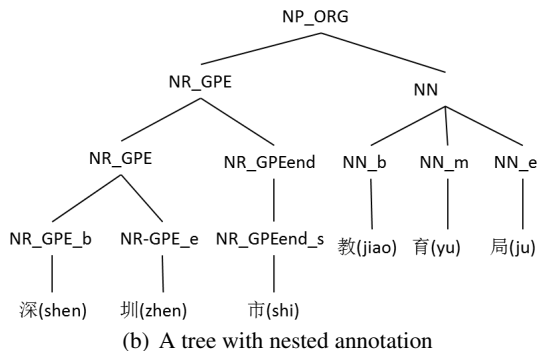 NP_ORG
NR_GPE NN
NR_GPE NR_GPEend NN_b NN_m NN_e
NR_GPE_b NR-GPE_e NR_GPEend_s 教(jiao) 育(yu) 局(ju)
深(shen) 圳(zhen) 市(shi)
(b) A tree with nested annotation